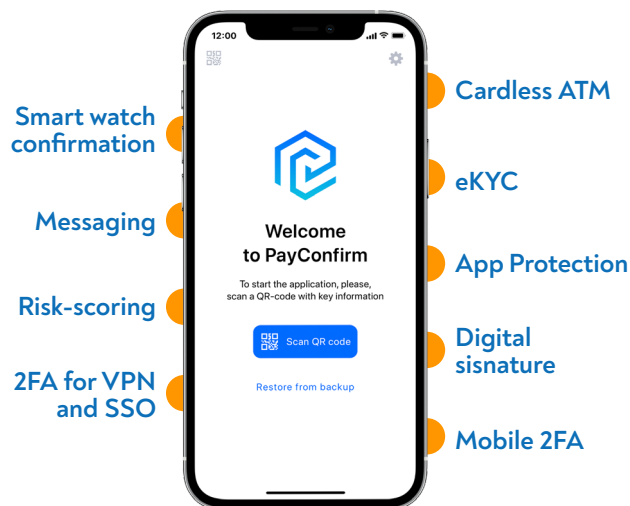 12:00
Smart watch
confirmation
Messaging
Risk-scoring
2FA for VPN
and SSO
Welcome
to PayConfirm
To start the application, please,
scan a QR-code with key information
Scan QR code
Restore from backup
Cardless ATM
eKYC
App Protection
Digital
sisnature
Mobile 2FA